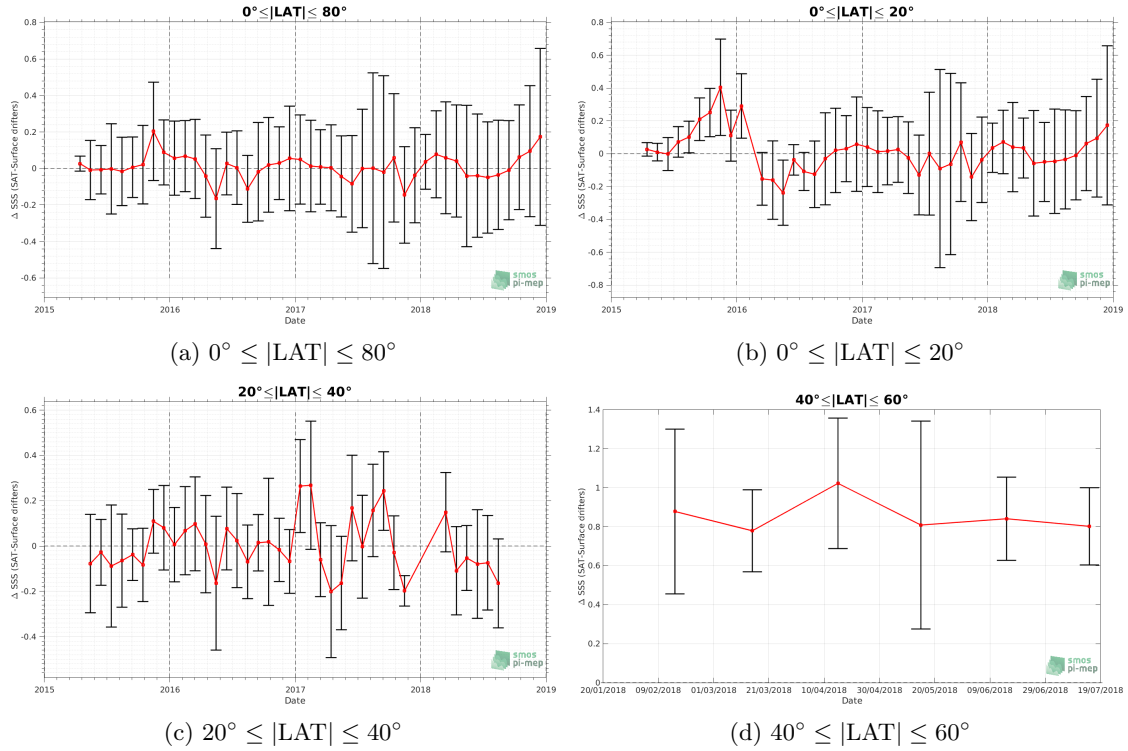 0°≤|LAT|≤ 80°
Δ SSS (SAT-Surface drifters)
0.8
0.6
0.4
0.2
0
-0.2
-0.4
-0.6
2015 2016 2017 2018 2019
Date
smos
pi-mep
(a) 0° ≤ |LAT| ≤ 80°
0°≤|LAT|≤ 20°
Δ SSS (SAT-Surface drifters)
0.8
0.6
0.4
0.2
0
-0.2
-0.4
-0.6
-0.8
2015 2016 2017 2018 2019
Date
smos
pi-mep
(b) 0° ≤ |LAT| ≤ 20°
20°≤|LAT|≤ 40°
Δ SSS (SAT-Surface drifters)
0.6
0.4
0.2
0
-0.2
-0.4
2015 2016 2017 2018 2019
Date
smos
pi-mep
(c) 20° ≤ |LAT| ≤ 40°
40°≤|LAT|≤ 60°
Δ SSS (SAT-Surface drifters)
1.4
1.2
1
0.8
0.6
0.4
0.2
0
20/01/2018 09/02/2018 01/03/2018 21/03/2018 10/04/2018 30/04/2018 20/05/2018 09/06/2018 29/06/2018 19/07/2018
Date
smos
pi-mep
(d) 40° ≤ |LAT| ≤ 60°